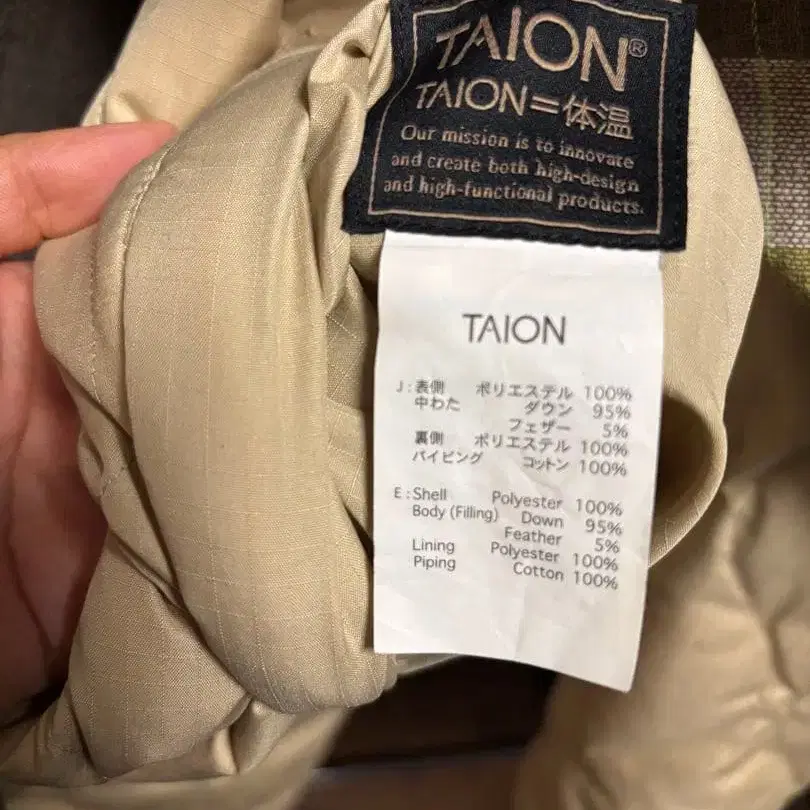 TAION®
TAION=体温
Our mission is to innovate
and create both high-design
and high-functional products.
TAION
J:表側 ポリエステル 100%
中わた ダウン 95%
フェザー 5%
裏側 ポリエステル 100%
パイピング コットン 100%
E:Shell Polyester 100%
Body (Filling) Down 95%
Feather 5%
Lining Polyester 100%
Piping Cotton 100%